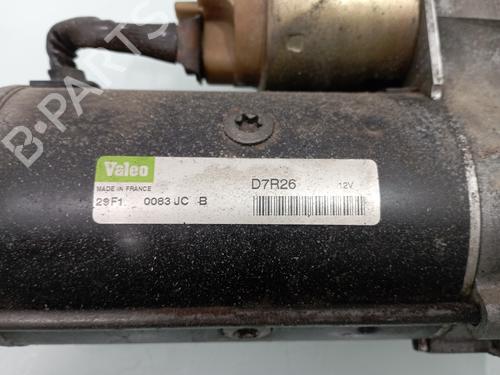 B-PARTS
Valeo
MADE IN FRANCE
D7R26 12V
29F1 0083 JC B